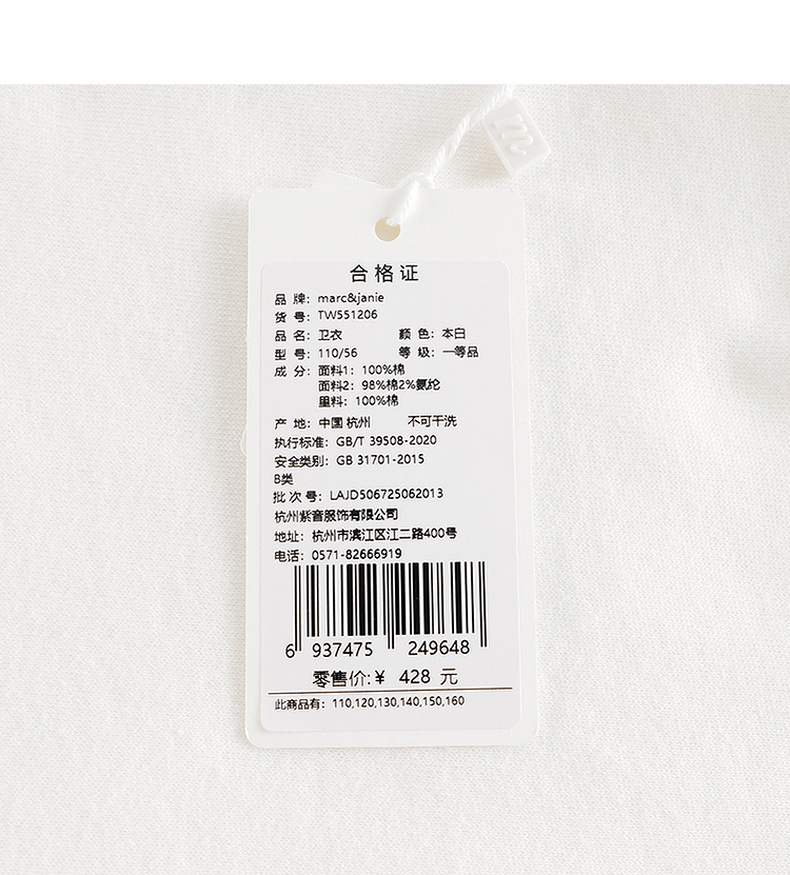 m
合格证
品 牌：marc&janie
货 号：TW551206
品 名：卫衣 颜 色：本白
型 号：110/56 等 级：一等品
成 分：面料1：100%棉
面料2：98%棉2%氨纶
里料：100%棉
产 地：中国 杭州 不可干洗
执行标准：GB/T 39508-2020
安全类别：GB 31701-2015
B类
批 次 号：LAJD506725062013
杭州紫音服饰有限公司
地址：杭州市滨江区江二路400号
电话：0571-82666919
6 937475 249648
零售价:¥ 428 元
此商品有：110,120,130,140,150,160